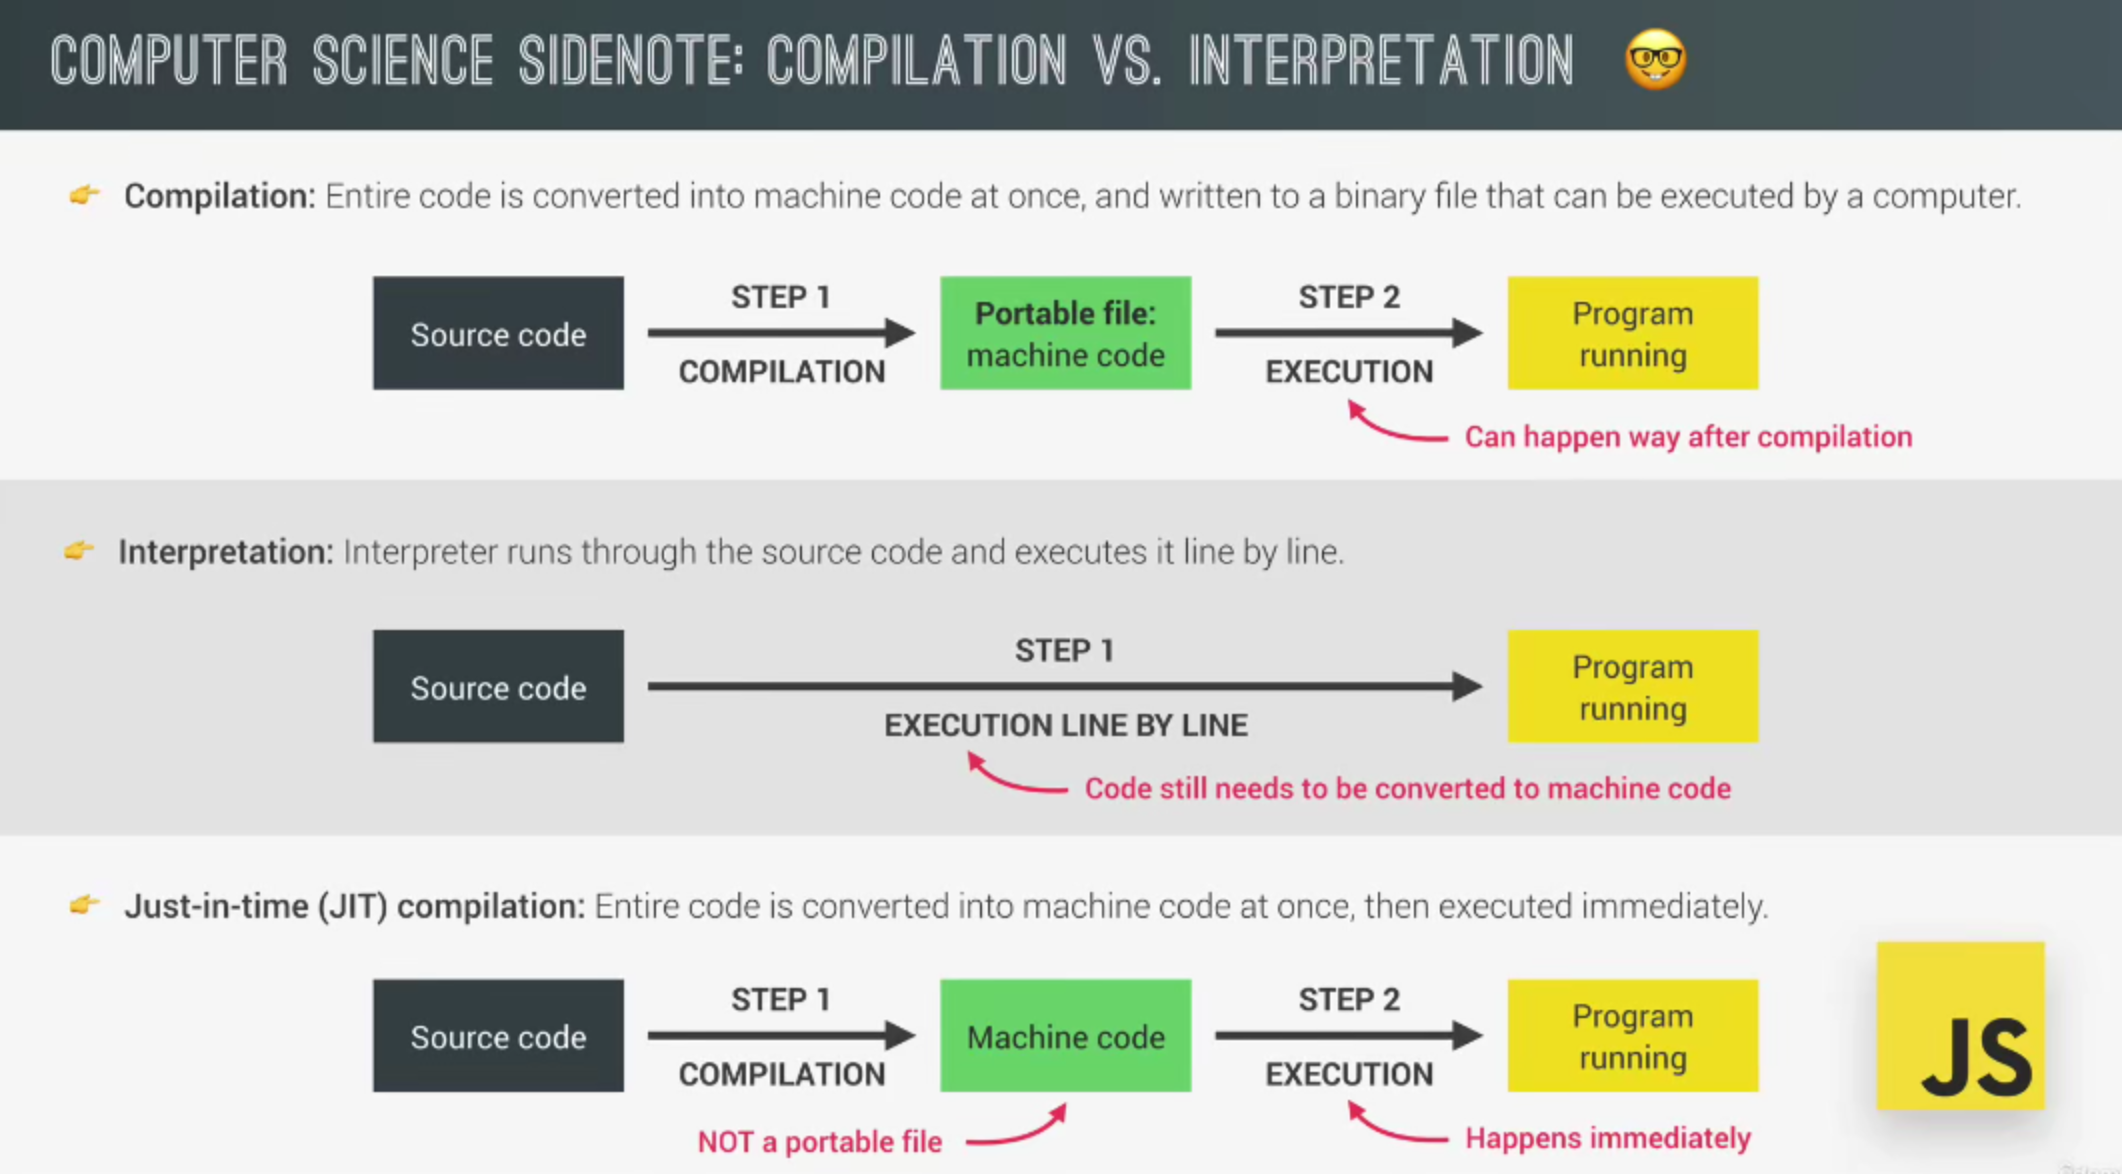 COMPUTER SCIENCE SIDENOTE: COMPILATION VS. INTERPRETATION
Compilation: Entire code is converted into machine code at once, and written to a binary file that can be executed by a computer.
Source code
STEP 1
COMPILATION
Portable file:
machine code
STEP 2
EXECUTION
Program
running
Can happen way after compilation
Interpretation: Interpreter runs through the source code and executes it line by line.
Source code
STEP 1
EXECUTION LINE BY LINE
Program
running
Code still needs to be converted to machine code
Just-in-time (JIT) compilation: Entire code is converted into machine code at once, then executed immediately.
Source code
STEP 1
COMPILATION
Machine code
STEP 2
EXECUTION
Program
running
NOT a portable file
Happens immediately
JS